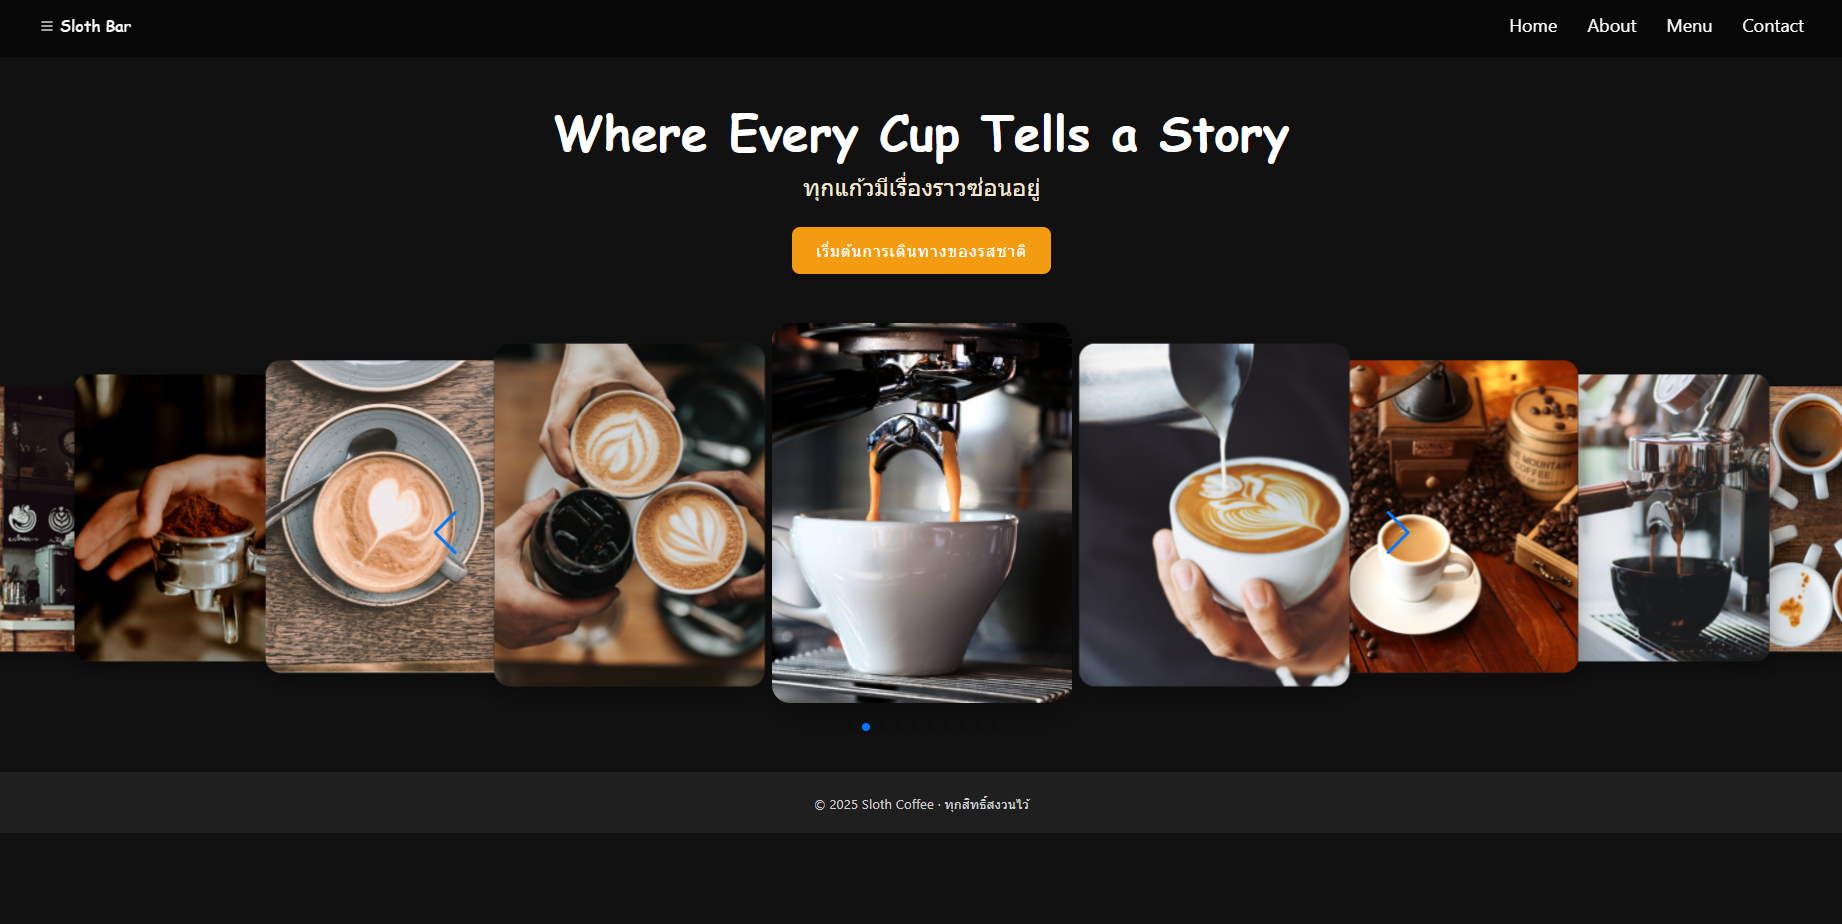 ≡ Sloth Bar
Home About Menu Contact
Where Every Cup Tells a Story
ทุกแก้วมีเรื่องราวซ่อนอยู่
เริ่มต้นการเดินทางของรสชาติ
BLUE MOUNTAIN
COFFEE
© 2025 Sloth Coffee · ทุกสิทธิ์สงวนไว้